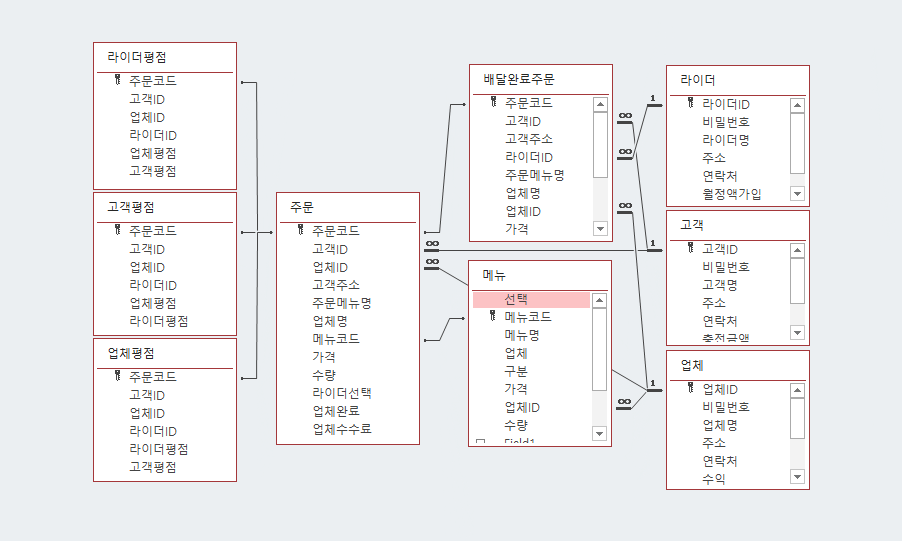 라이더평점
주문코드
고객ID
업체ID
라이더ID
업체평점
고객평점
고객평점
주문코드
고객ID
업체ID
라이더ID
업체평점
라이더평점
업체평점
주문코드
고객ID
업체ID
라이더ID
라이더평점
고객평점
주문
주문코드
고객ID
업체ID
고객주소
주문메뉴명
업체명
메뉴코드
가격
수량
라이더선택
업체완료
업체수수료
배달완료주문
주문코드
고객ID
고객주소
라이더ID
주문메뉴명
업체명
업체ID
가격
메뉴
선택
메뉴코드
메뉴명
업체
구분
가격
업체ID
수량
Field1
라이더
라이더ID
비밀번호
라이더명
주소
연락처
월정액가입
고객
고객ID
비밀번호
고객명
주소
연락처
충전금액
업체
업체ID
비밀번호
업체명
주소
연락처
수익
∞
∞
∞
∞
∞
∞
1
1
1